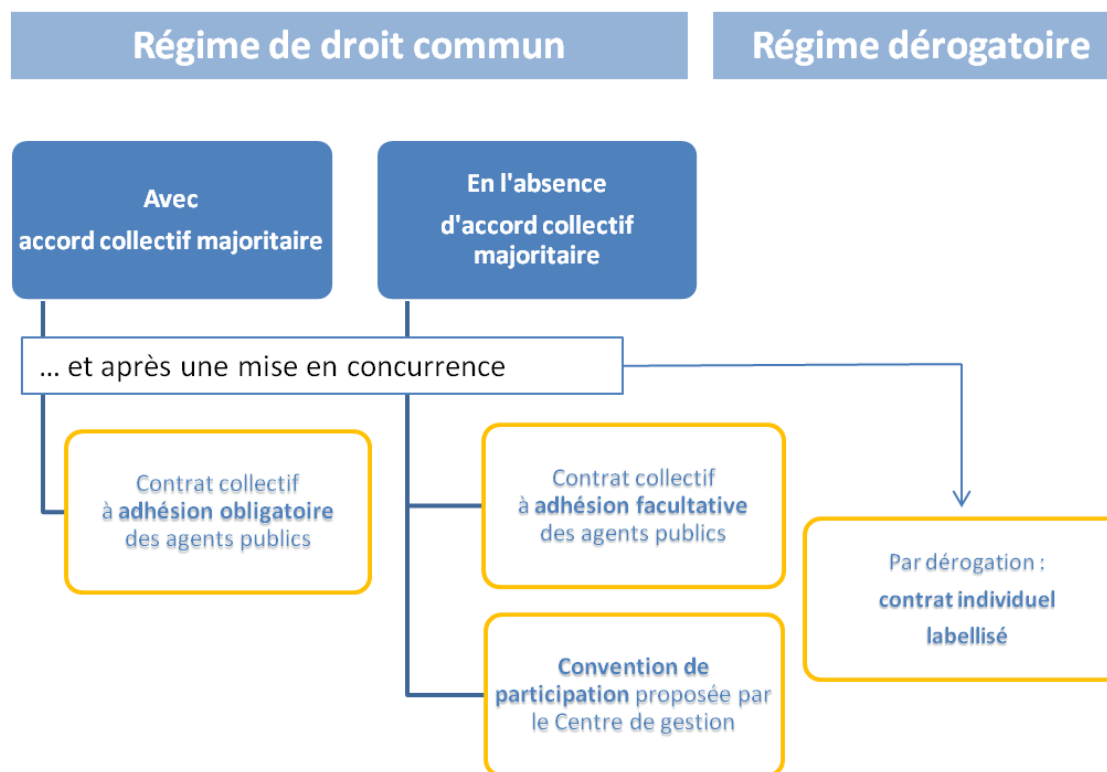 Régime de droit commun
Régime dérogatoire
Avec
accord collectif majoritaire
En l'absence
d'accord collectif
majoritaire
... et après une mise en concurrence
Contrat collectif
à adhésion obligatoire
des agents publics
Contrat collectif
à adhésion facultative
des agents publics
Par dérogation :
contrat individuel
labellisé
Convention de
participation proposée par
le Centre de gestion